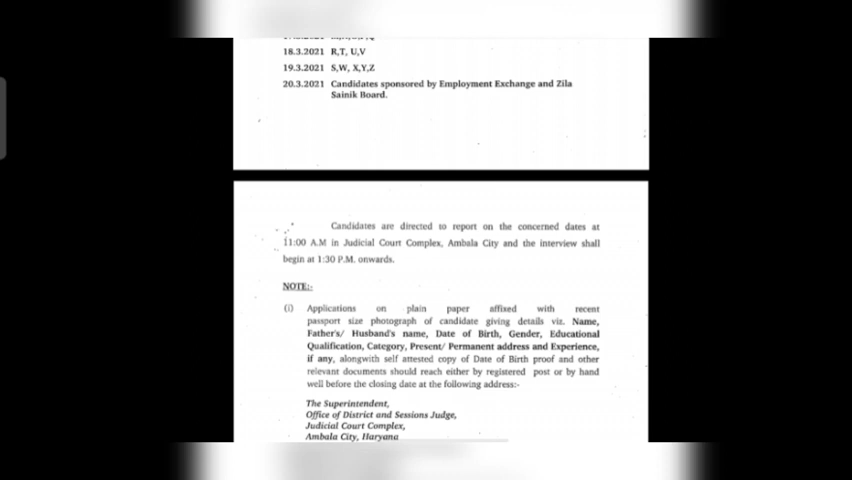 18.3.2021 R,T, U,V
19.3.2021 S,W, X,Y,Z
20.3.2021 Candidates sponsored by Employment Exchange and Zila
Sainik Board.
Candidates are directed to report on the concerned dates at
11:00 A.M in Judicial Court Complex, Ambala City and the interview shall
begin at 1:30 P.M. onwards.
NOTE:-
(i) Applications on plain paper affixed with recent
passport size photograph of candidate giving details viz. Name,
Father's/ Husband's name, Date of Birth, Gender, Educational
Qualification, Category, Present/ Permanent address and Experience,
if any, alongwith self attested copy of Date of Birth proof and other
relevant documents should reach either by registered post or by hand
well before the closing date at the following address:-
The Superintendent,
Office of District and Sessions Judge,
Judicial Court Complex,
Ambala City, Haryana